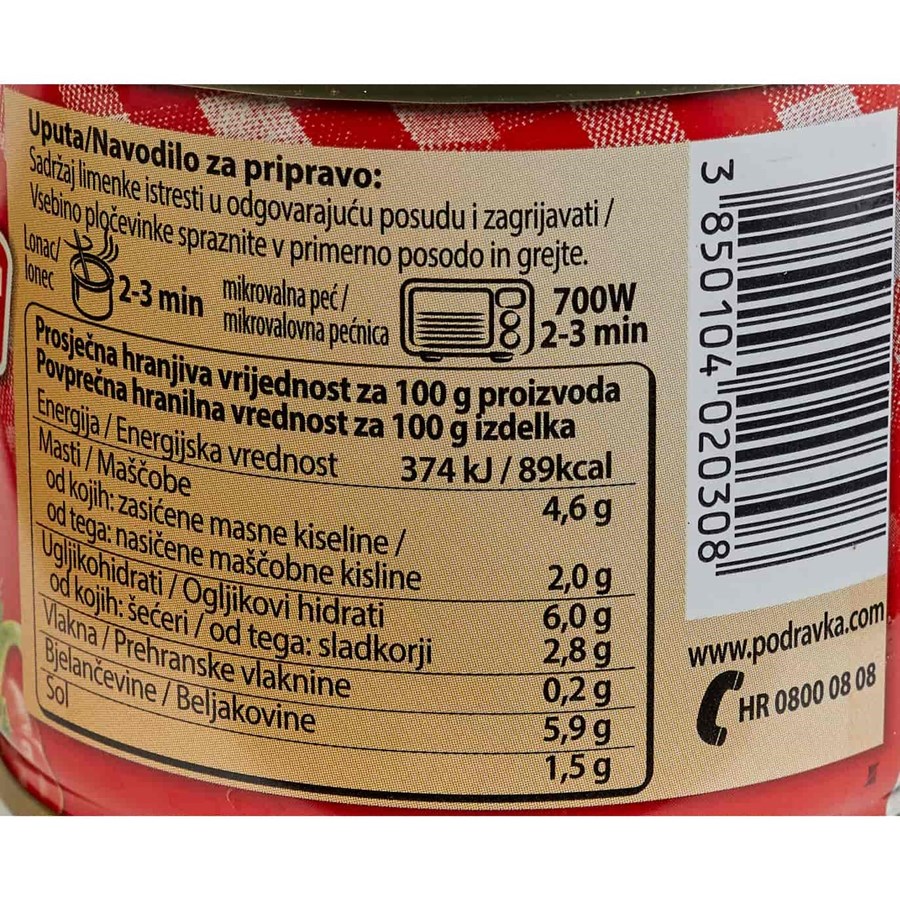 Uputa/Navodilo za pripravo:
Sadržaj limenke istresti u odgovarajuću posudu i zagrijavati /
Vsebino pločevinke spraznite v primerno posodo in grejte.
Lonac/
lonec
2-3 min
mikrovalna peć/
mikrovalovna pećnica
700W
2-3 min
Prosječna hranjiva vrijednost za 100 g proizvoda
Povprečna hranilna vrednost za 100 g izdelka
Energija / Energijska vrednost 374 kJ / 89kcal
Masti / Maščobe 4,6 g
od kojih: zasićene masne kiseline /
od tega: nasičene maščobne kisline 2,0 g
Ugljikohidrati / Ogljikovi hidrati 6,0 g
od kojih: šećeri / od tega: sladkorji 2,8 g
Vlakna / Prehranske vlaknine 0,2 g
Bjelančevine / Beljakovine 5,9 g
Sol 1,5 g
3 850104 020308
www.podravka.com
HR 0800 08 08